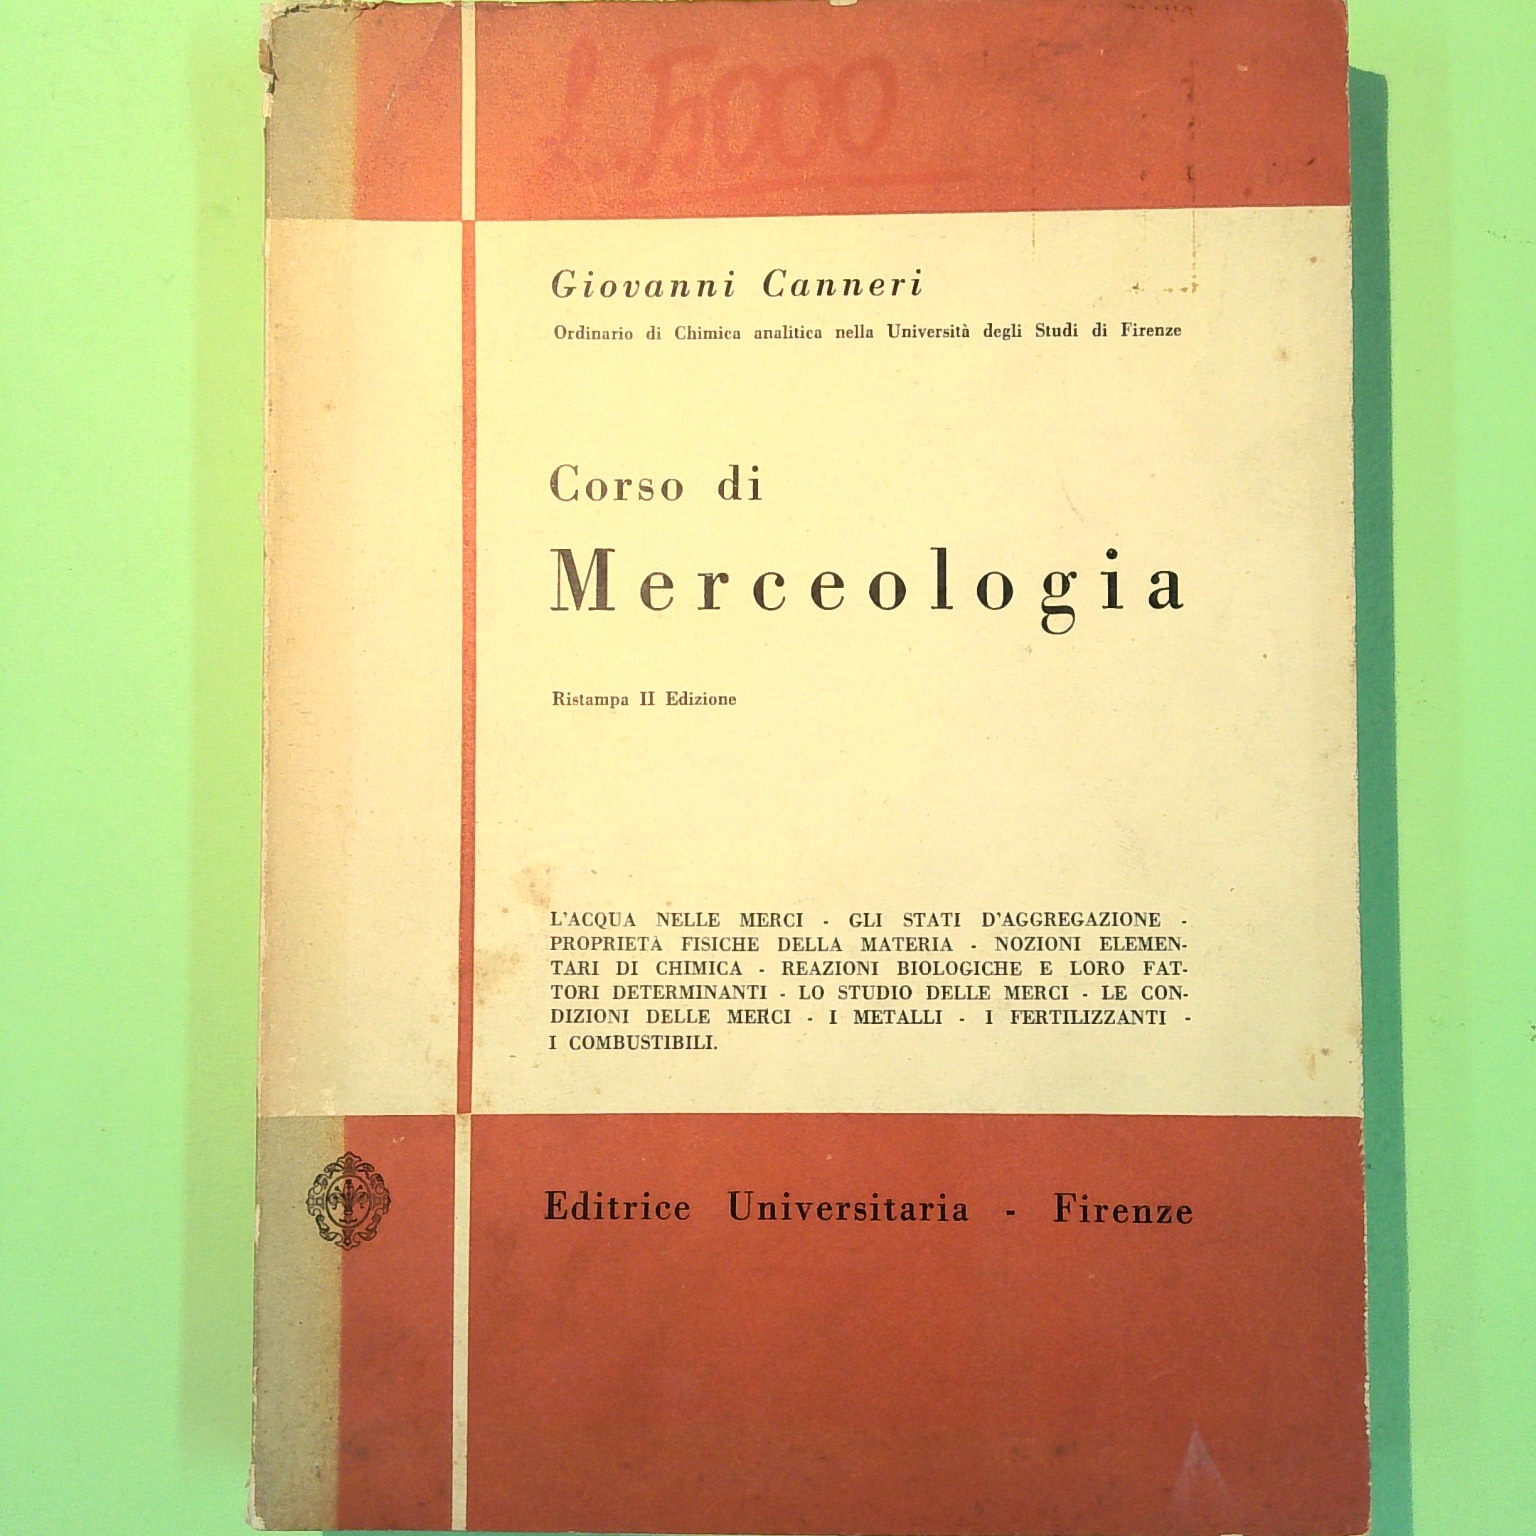 L. 5000
Giovanni Canneri
Ordinario di Chimica analitica nella Università degli Studi di Firenze
Corso di
Merceologia
Ristampa II Edizione
L'ACQUA NELLE MERCI - GLI STATI D'AGGREGAZIONE -
PROPRIETÀ FISICHE DELLA MATERIA - NOZIONI ELEMEN-
TARI DI CHIMICA - REAZIONI BIOLOGICHE E LORO FAT-
TORI DETERMINANTI - LO STUDIO DELLE MERCI - LE CON-
DIZIONI DELLE MERCI - I METALLI - I FERTILIZZANTI -
I COMBUSTIBILI.
Editrice Universitaria - Firenze